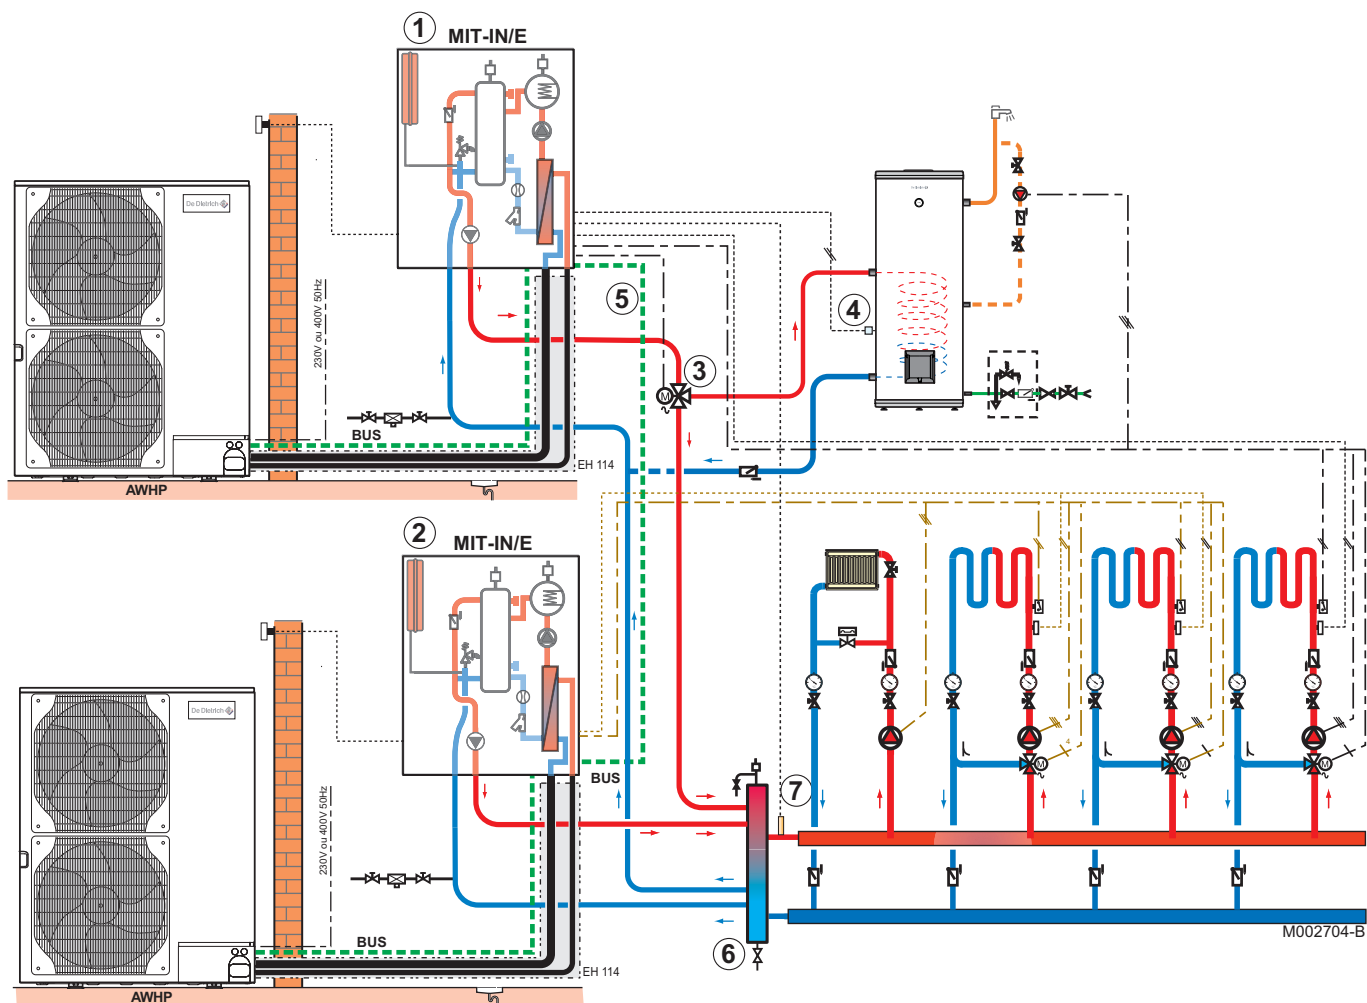 1
MIT-IN/E
De Dietrich
230V ou 400V 50Hz
5
4
3
M
BUS
EH 114
AWHP
2
MIT-IN/E
De Dietrich
230V ou 400V 50Hz
BUS
7
4
M
M
M
BUS
6
EH 114
AWHP
M002704-B